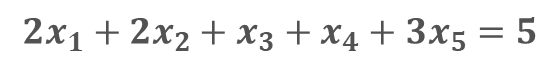 2x₁ + 2x₂ + x₃ + x₄ + 3x₅ = 5